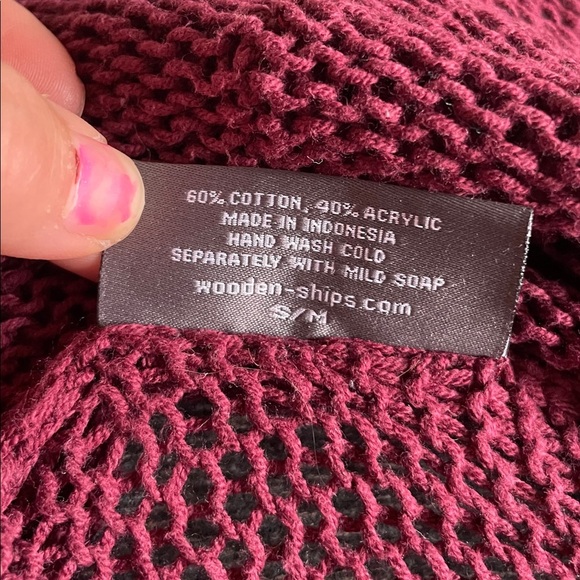 60% COTTON, 40% ACRYLIC
MADE IN INDONESIA
HAND WASH COLD
SEPARATELY WITH MILD SOAP
wooden-ships.com
S/M